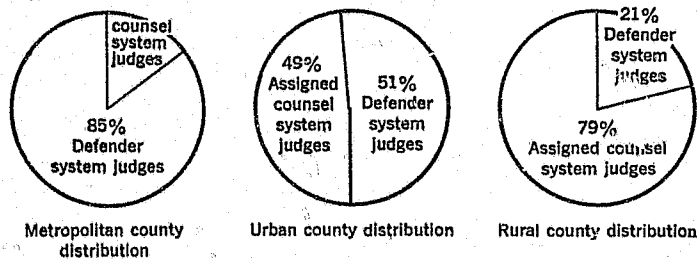 counsel
system
judges
85%
Defender
system judges
Metropolitan county
distribution
49%
Assigned
counsel
system
judges
51%
Defender
system
judges
Urban county distribution
21%
Defender
system
judges
79%
Assigned counsel
system judges
Rural county distribution